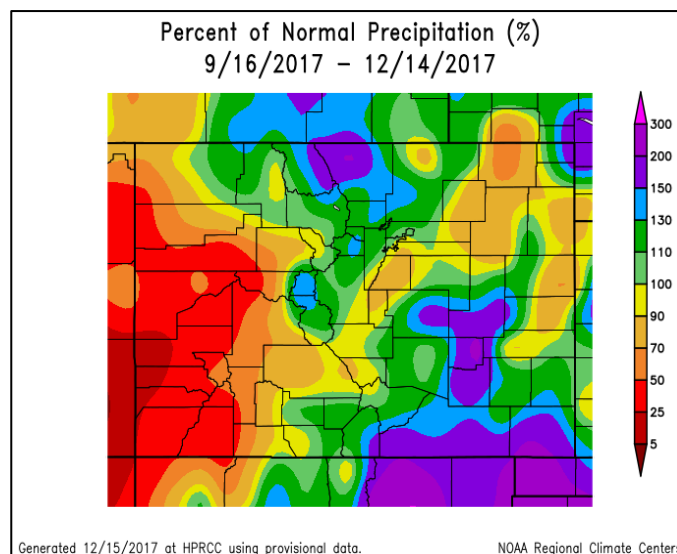 Percent of Normal Precipitation (%)
9/16/2017 – 12/14/2017
300
200
150
130
110
100
90
70
50
25
5
Generated 12/15/2017 at HPRCC using provisional data.
NOAA Regional Climate Centers